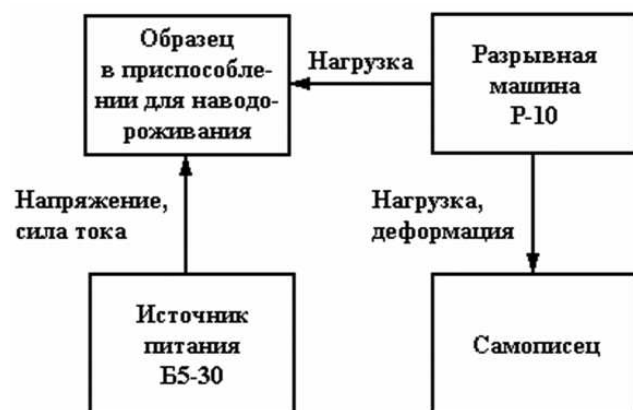 Образец
в приспособле-
нии для наводо-
роживания
Нагрузка
Разрывная
машина
Р-10
Напряжение,
сила тока
Нагрузка,
деформация
Источник
питания
Б5-30
Самописец